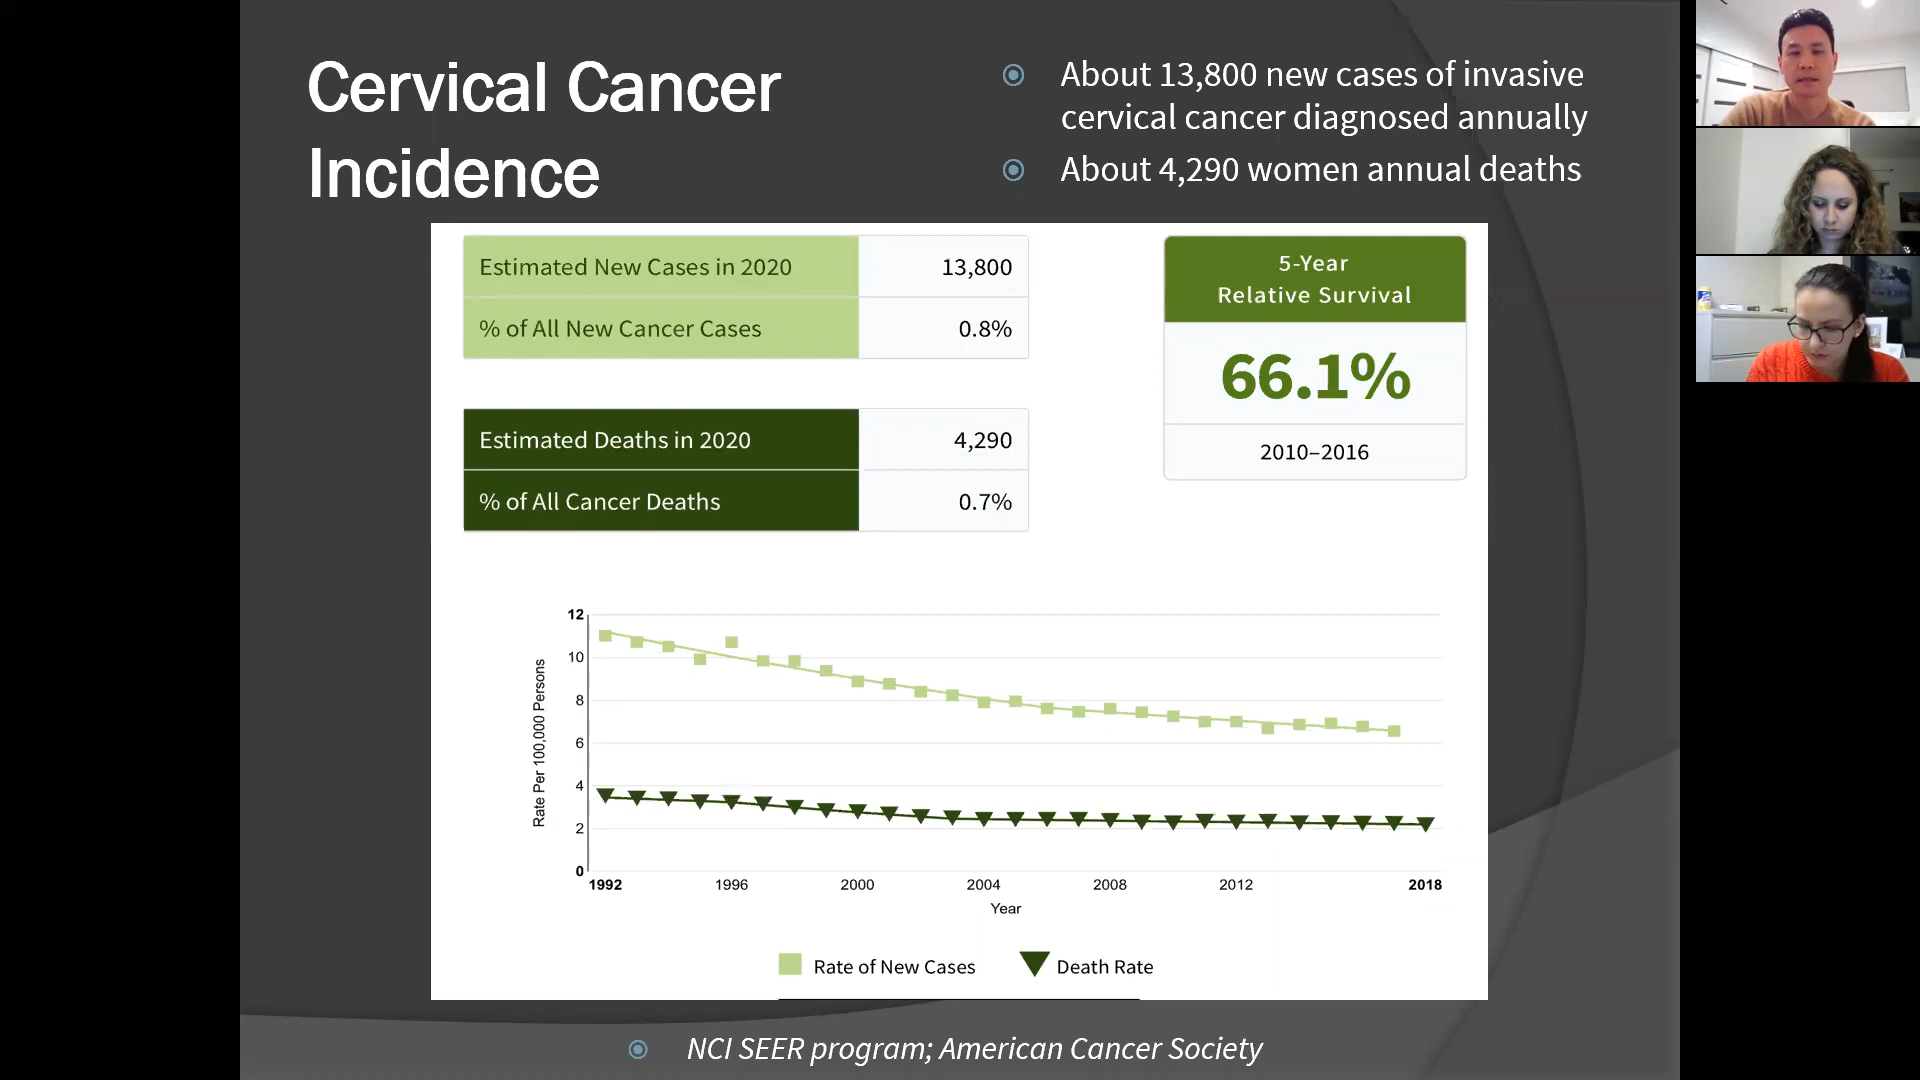 Cervical Cancer
Incidence
About 13,800 new cases of invasive
cervical cancer diagnosed annually
About 4,290 women annual deaths
Estimated New Cases in 2020 13,800
% of All New Cancer Cases 0.8%
Estimated Deaths in 2020 4,290
% of All Cancer Deaths 0.7%
5-Year
Relative Survival
66.1%
2010–2016
Rate Per 100,000 Persons
12
10
8
6
4
2
0
1992 1996 2000 2004 2008 2012 2018
Year
Rate of New Cases Death Rate
NCI SEER program; American Cancer Society